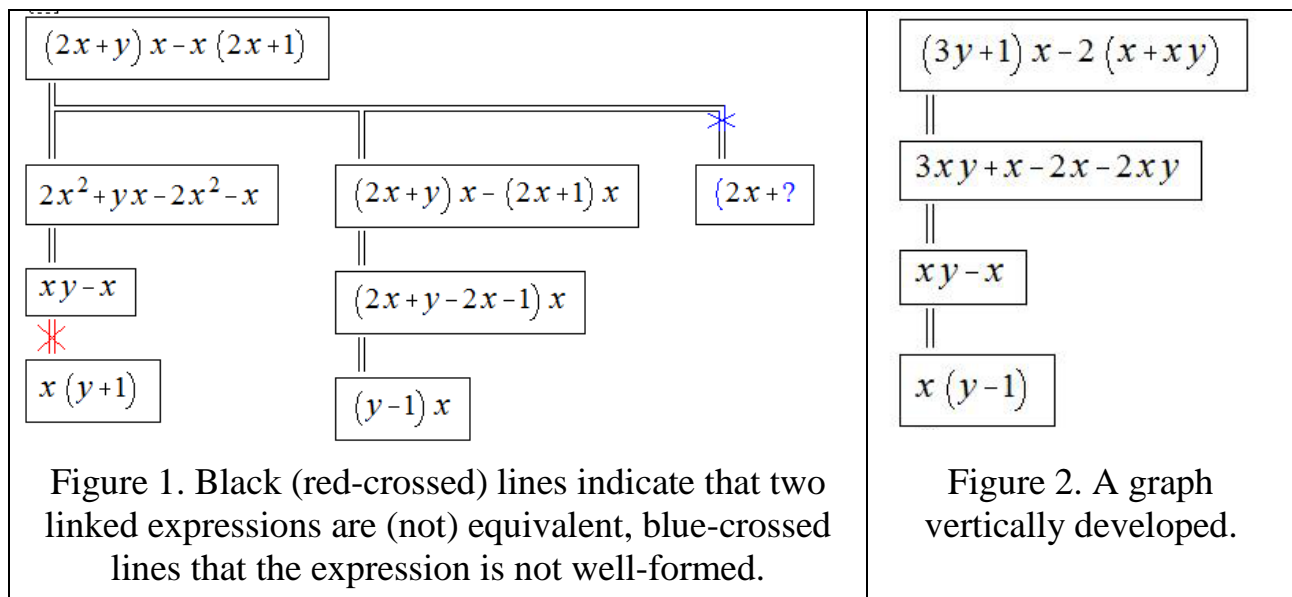 (2x+y) x-x (2x+1)
2x²+yx-2x²-x
(2x+y) x-(2x+1) x
(2x+?
xy-x
(2x+y-2x-1) x
x (y+1)
(y-1) x
Figure 1. Black (red-crossed) lines indicate that two
linked expressions are (not) equivalent, blue-crossed
lines that the expression is not well-formed.
(3y+1) x-2 (x+xy)
3xy+x-2x-2xy
xy-x
x (y-1)
Figure 2. A graph
vertically developed.